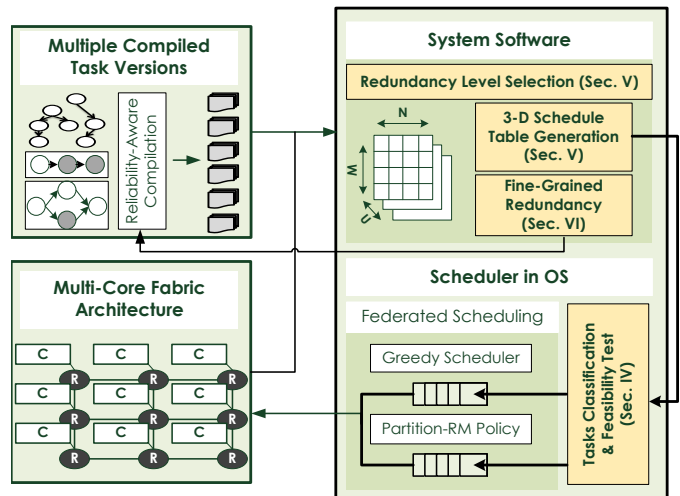 Multiple Compiled
Task Versions
Reliability-Aware
Compilation
System Software
Redundancy Level Selection (Sec. V)
N
W
U
3-D Schedule
Table Generation
(Sec. V)
Fine-Grained
Redundancy
(Sec. VI)
Multi-Core Fabric
Architecture
C C C
R R R
C C C
R R R
C C C
R R R
Scheduler in OS
Federated Scheduling
Greedy Scheduler
Partition-RM Policy
Tasks Classification
& Feasibility Test
(Sec. IV)